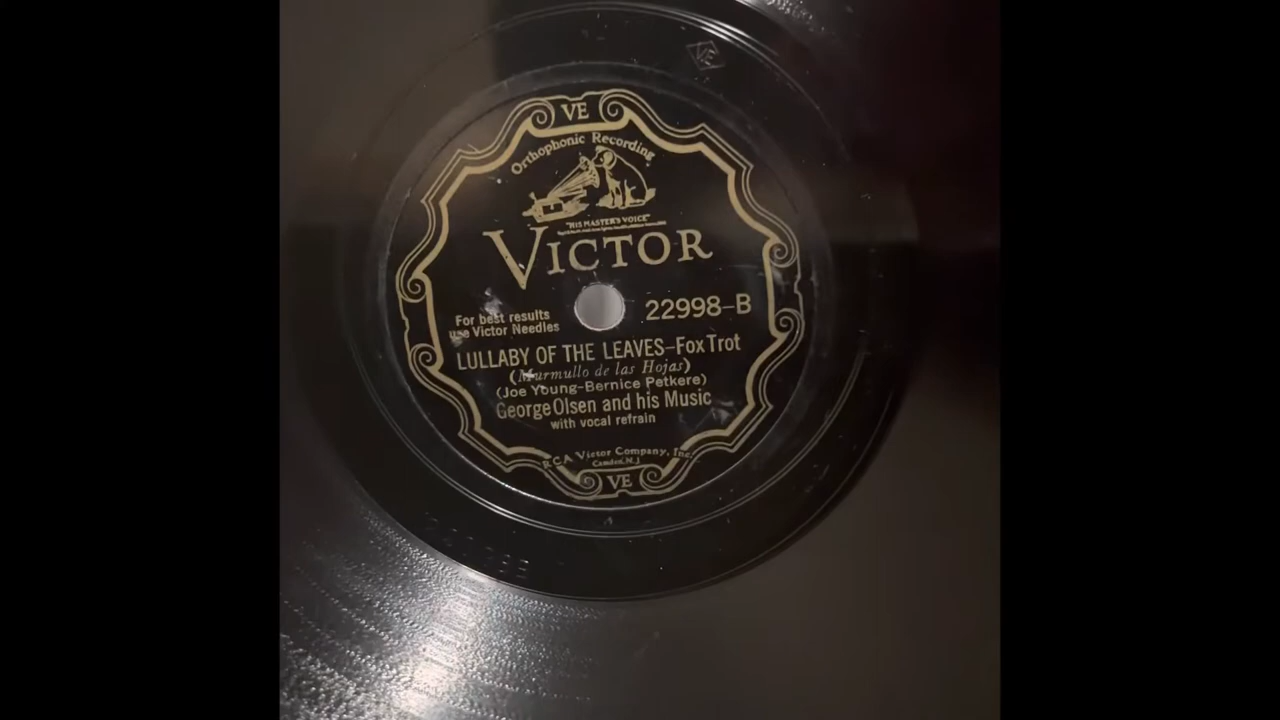 VE
VE
Orthophonic Recording
"HIS MASTER'S VOICE"
VICTOR
For best results
use Victor Needles
22998-B
LULLABY OF THE LEAVES-Fox Trot
(Murmullo de las Hojas)
(Joe Young-Bernice Petkere)
George Olsen and his Music
with vocal refrain
RCA Victor Company, Inc.
Camden, N.J.
VE